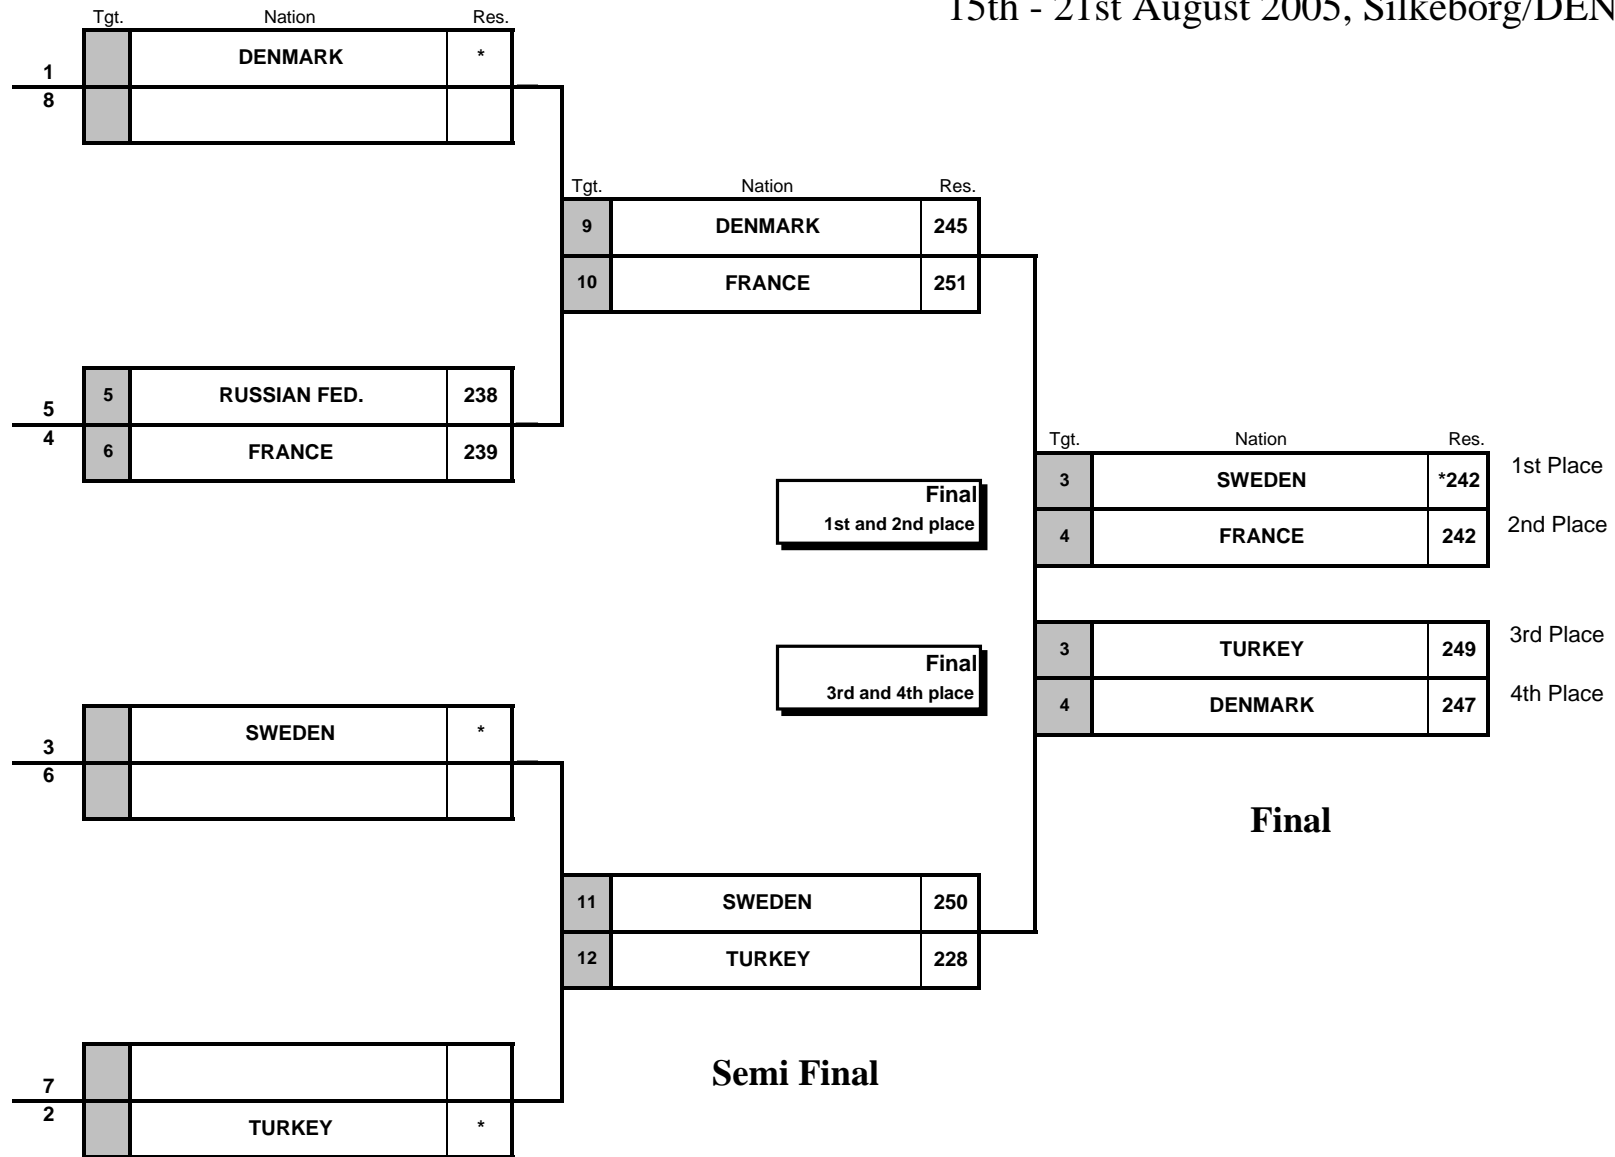 15th - 21st August 2005, Silkeborg/DEN
Tgt. Nation Res.
1 DENMARK *
8
Tgt. Nation Res.
9 DENMARK 245
10 FRANCE 251
5 5 RUSSIAN FED. 238
4 6 FRANCE 239
Tgt. Nation Res.
3 SWEDEN *242 1st Place
4 FRANCE 242 2nd Place
Final
1st and 2nd place
3 TURKEY 249 3rd Place
4 DENMARK 247 4th Place
Final
3rd and 4th place
3 SWEDEN *
6
Final
11 SWEDEN 250
12 TURKEY 228
Semi Final
7
2 TURKEY *